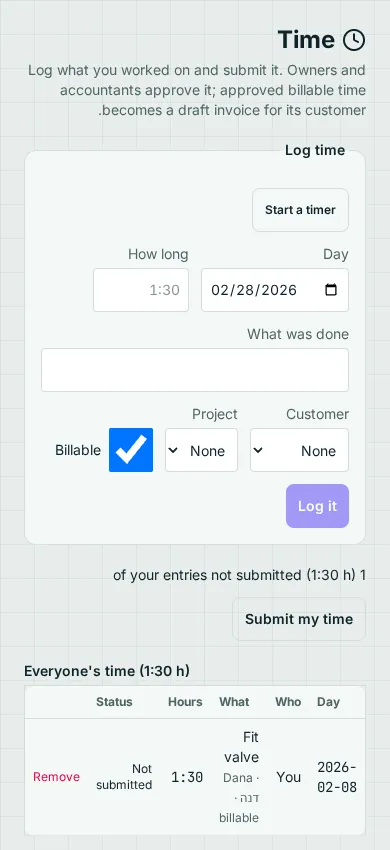 Time
Log what you worked on and submit it. Owners and
accountants approve it; approved billable time
.becomes a draft invoice for its customer
Log time
Start a timer
Day
How long
02/28/2026
1:30
What was done
Customer
Project
None
None
Billable
Log it
of your entries not submitted (1:30 h) 1
Submit my time
Everyone's time (1:30 h)
Day Who What Hours Status
2026-02-08
You
Fit
valve
Dana ·
דנה ·
billable
1:30
Not
submitted
Remove